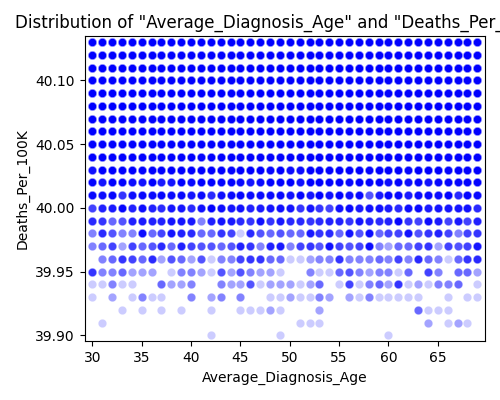 Distribution of "Average_Diagnosis_Age" and "Deaths_Per_
Deaths_Per_100K
40.10
40.05
40.00
39.95
39.90
30 35 40 45 50 55 60 65
Average_Diagnosis_Age